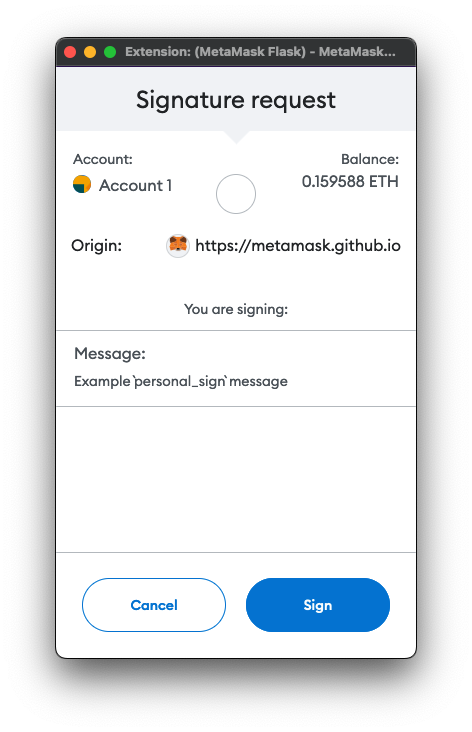 Extension: (MetaMask Flask) - MetaMask...
Signature request
Account:
Balance:
Account 1
0.159588 ETH
Origin:
https://metamask.github.io
You are signing:
Message:
Example `personal_sign` message
Cancel
Sign